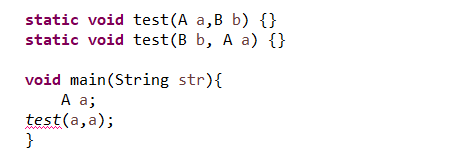 static void test(A a,B b) {}
static void test(B b, A a) {}
void main(String str){
A a;
test(a,a);
}